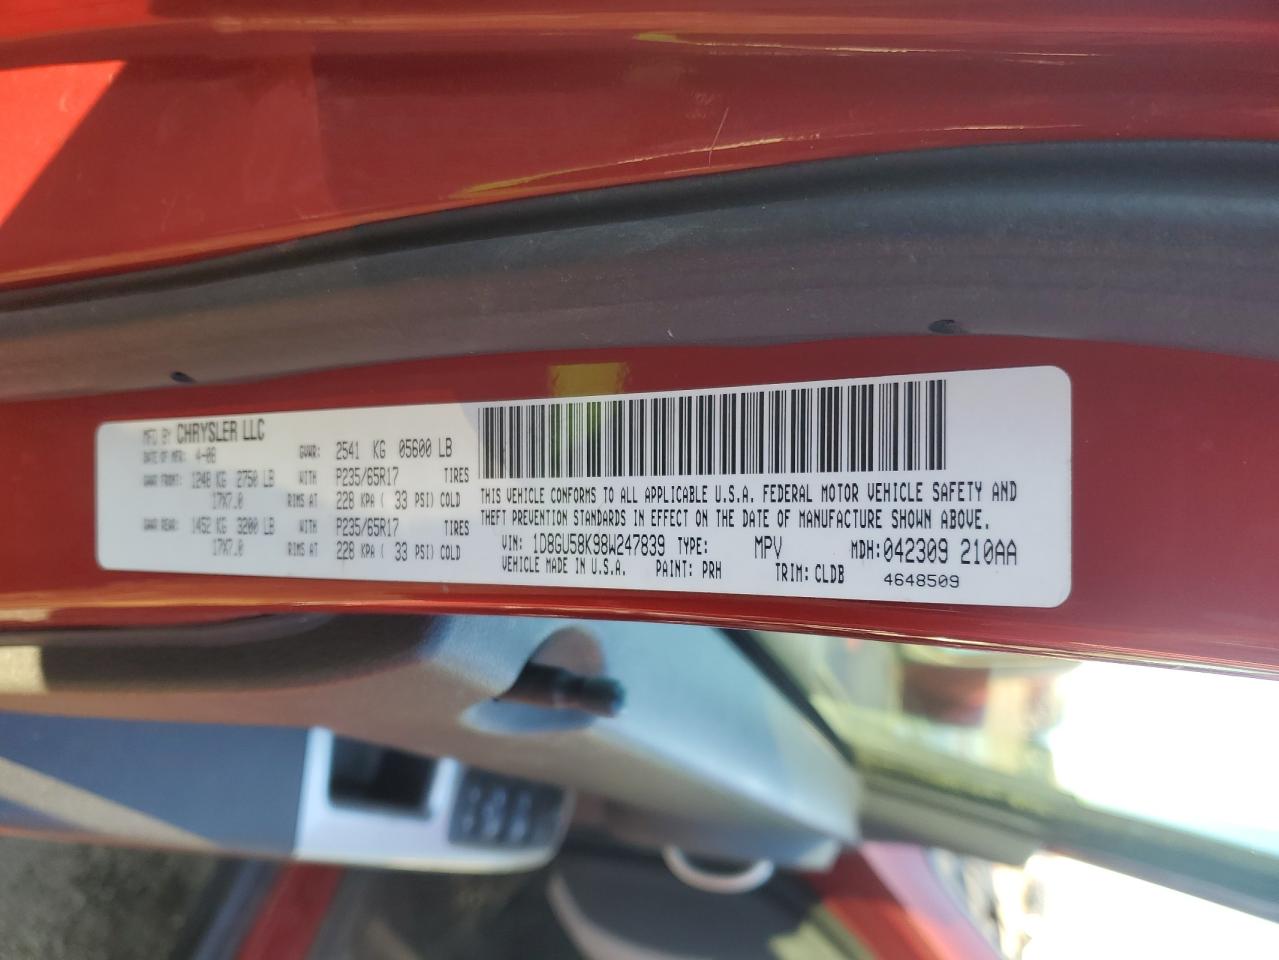 MFD BY CHRYSLER LLC
DATE OF MFR: 4-08 GVWR: 2541 KG 05600 LB
GAWR FRONT: 1248 KG 2750 LB WITH P235/65R17 TIRES
17X7.0 RIMS AT 228 KPA ( 33 PSI) COLD
GAWR REAR: 1452 KG 3200 LB WITH P235/65R17 TIRES
17X7.0 RIMS AT 228 KPA ( 33 PSI) COLD
THIS VEHICLE CONFORMS TO ALL APPLICABLE U.S.A. FEDERAL MOTOR VEHICLE SAFETY AND
THEFT PREVENTION STANDARDS IN EFFECT ON THE DATE OF MANUFACTURE SHOWN ABOVE.
VIN: 1D8GU58K98W247839 TYPE: MPV MDH: 042309 210AA
VEHICLE MADE IN U.S.A. PAINT: PRH TRIM: CLDB 4648509